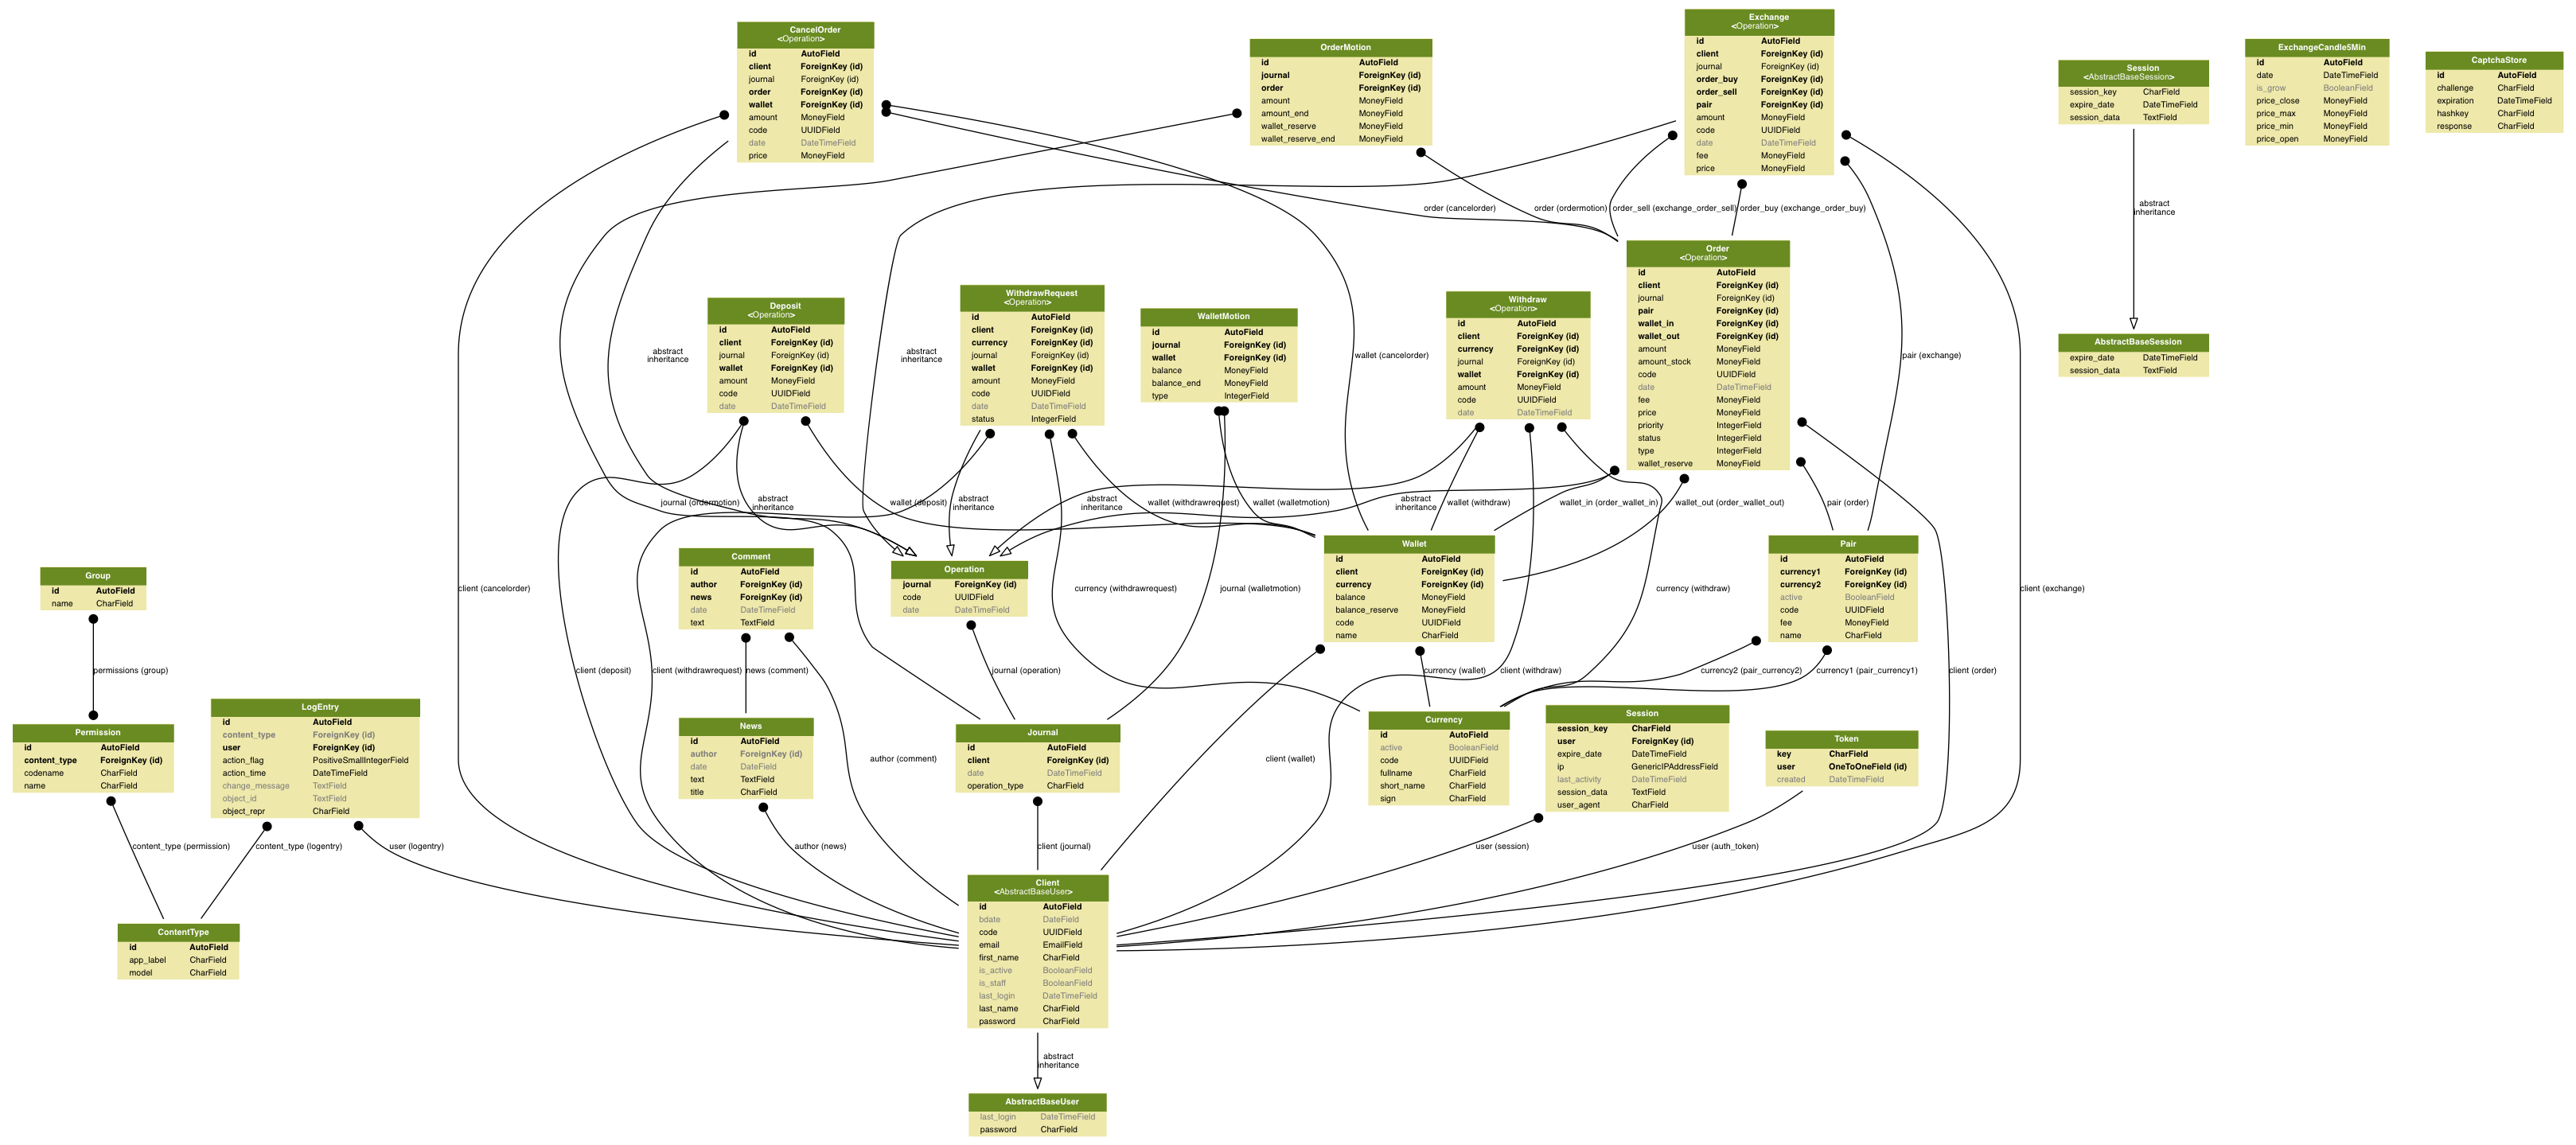 CancelOrder
<Operation>
id AutoField
client ForeignKey (id)
journal ForeignKey (id)
order ForeignKey (id)
wallet ForeignKey (id)
amount MoneyField
code UUIDField
date DateTimeField
price MoneyField
OrderMotion
id AutoField
journal ForeignKey (id)
order ForeignKey (id)
amount MoneyField
amount_end MoneyField
wallet_reserve MoneyField
wallet_reserve_end MoneyField
Exchange
<Operation>
id AutoField
client ForeignKey (id)
journal ForeignKey (id)
order_buy ForeignKey (id)
order_sell ForeignKey (id)
pair ForeignKey (id)
amount MoneyField
code UUIDField
date DateTimeField
fee MoneyField
price MoneyField
Session
<AbstractBaseSession>
session_key CharField
expire_date DateTimeField
session_data TextField
ExchangeCandle5Min
id AutoField
date DateTimeField
is_grow BooleanField
price_close MoneyField
price_max MoneyField
price_min MoneyField
price_open MoneyField
CaptchaStore
id AutoField
challenge CharField
expiration DateTimeField
hashkey CharField
response CharField
order (cancelorder)
order (ordermotion)
order_sell (exchange_order_sell)
order_buy (exchange_order_buy)
abstract
inheritance
Order
<Operation>
id AutoField
client ForeignKey (id)
journal ForeignKey (id)
pair ForeignKey (id)
wallet_in ForeignKey (id)
wallet_out ForeignKey (id)
amount MoneyField
amount_stock MoneyField
code UUIDField
date DateTimeField
fee MoneyField
price MoneyField
priority IntegerField
status IntegerField
type IntegerField
wallet_reserve MoneyField
abstract
inheritance
Deposit
<Operation>
id AutoField
client ForeignKey (id)
journal ForeignKey (id)
wallet ForeignKey (id)
amount MoneyField
code UUIDField
date DateTimeField
abstract
inheritance
WithdrawRequest
<Operation>
id AutoField
client ForeignKey (id)
currency ForeignKey (id)
journal ForeignKey (id)
wallet ForeignKey (id)
amount MoneyField
code UUIDField
date DateTimeField
status IntegerField
WalletMotion
id AutoField
journal ForeignKey (id)
wallet ForeignKey (id)
balance MoneyField
balance_end MoneyField
type IntegerField
wallet (cancelorder)
Withdraw
<Operation>
id AutoField
client ForeignKey (id)
currency ForeignKey (id)
journal ForeignKey (id)
wallet ForeignKey (id)
amount MoneyField
code UUIDField
date DateTimeField
pair (exchange)
AbstractBaseSession
expire_date DateTimeField
session_data TextField
journal (ordermotion)
abstract
inheritance
wallet (deposit)
abstract
inheritance
abstract
inheritance
wallet (withdrawrequest)
wallet (walletmotion)
abstract
inheritance
wallet (withdraw)
wallet_in (order_wallet_in)
wallet_out (order_wallet_out)
pair (order)
Group
id AutoField
name CharField
client (cancelorder)
Comment
id AutoField
author ForeignKey (id)
news ForeignKey (id)
date DateTimeField
text TextField
Operation
journal ForeignKey (id)
code UUIDField
date DateTimeField
currency (withdrawrequest)
journal (walletmotion)
Wallet
id AutoField
client ForeignKey (id)
currency ForeignKey (id)
balance MoneyField
balance_reserve MoneyField
code UUIDField
name CharField
currency (withdraw)
Pair
id AutoField
currency1 ForeignKey (id)
currency2 ForeignKey (id)
active BooleanField
code UUIDField
fee MoneyField
name CharField
client (exchange)
permissions (group)
client (deposit)
client (withdrawrequest)
news (comment)
journal (operation)
currency (wallet)
client (withdraw)
currency2 (pair_currency2)
currency1 (pair_currency1)
client (order)
Permission
id AutoField
content_type ForeignKey (id)
codename CharField
name CharField
LogEntry
id AutoField
content_type ForeignKey (id)
user ForeignKey (id)
action_flag PositiveSmallIntegerField
action_time DateTimeField
change_message TextField
object_id TextField
object_repr CharField
News
id AutoField
author ForeignKey (id)
date DateField
text TextField
title CharField
author (comment)
Journal
id AutoField
client ForeignKey (id)
date DateTimeField
operation_type CharField
client (wallet)
Currency
id AutoField
active BooleanField
code UUIDField
fullname CharField
short_name CharField
sign CharField
Session
session_key CharField
user ForeignKey (id)
expire_date DateTimeField
ip GenericIPAddressField
last_activity DateTimeField
session_data TextField
user_agent CharField
Token
key CharField
user OneToOneField (id)
created DateTimeField
content_type (permission)
content_type (logentry)
user (logentry)
author (news)
client (journal)
user (session)
user (auth_token)
ContentType
id AutoField
app_label CharField
model CharField
Client
<AbstractBaseUser>
id AutoField
bdate DateField
code UUIDField
email EmailField
first_name CharField
is_active BooleanField
is_staff BooleanField
last_login DateTimeField
last_name CharField
password CharField
abstract
inheritance
AbstractBaseUser
last_login DateTimeField
password CharField